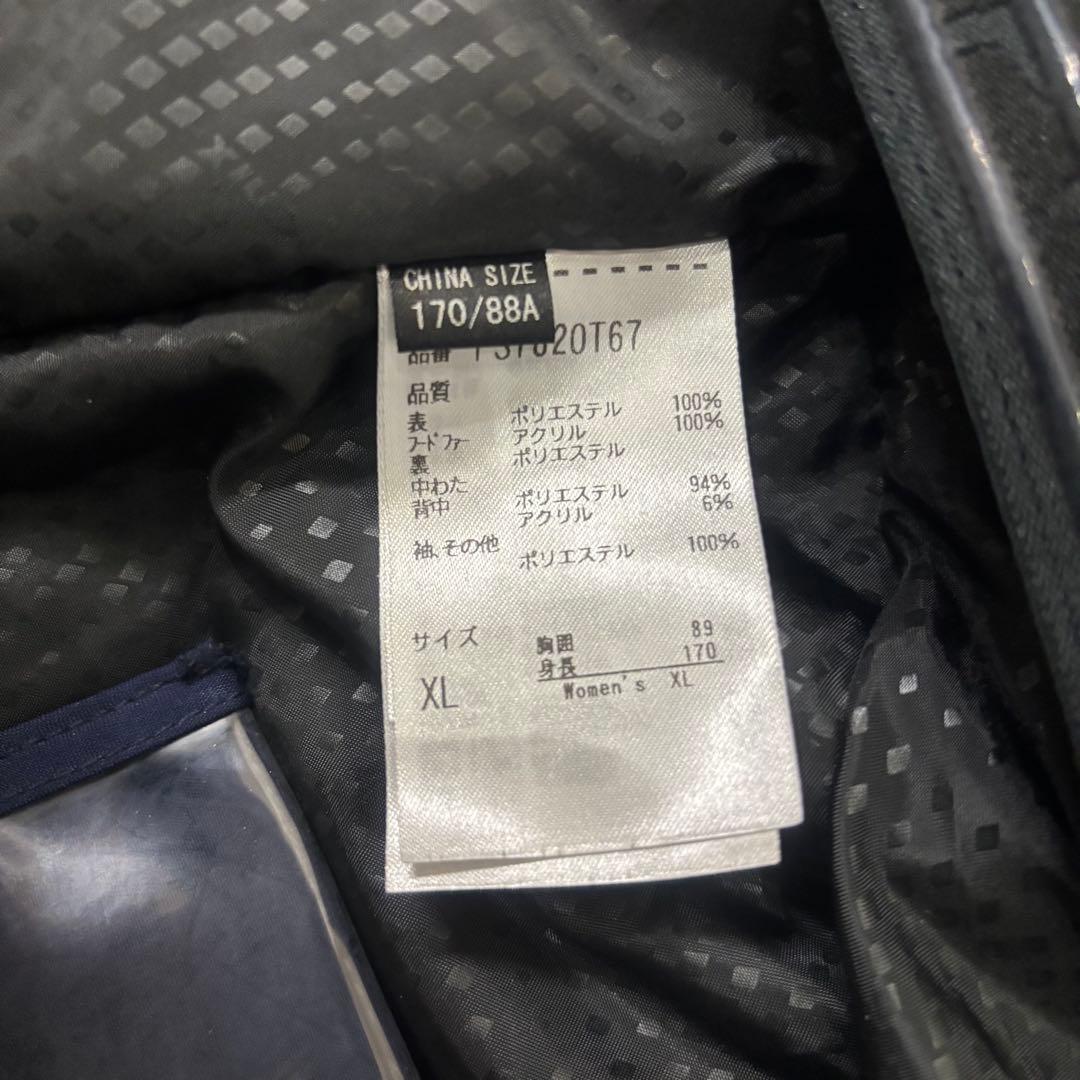 CHINA SIZE
170/88A
品番
20T67
品質
表 ポリエステル 100%
フードファー アクリル 100%
裏 ポリエステル
中わた
背中 ポリエステル 94%
アクリル 6%
袖、その他 ポリエステル 100%
サイズ 胸囲 89
身長 170
XL Women's XL